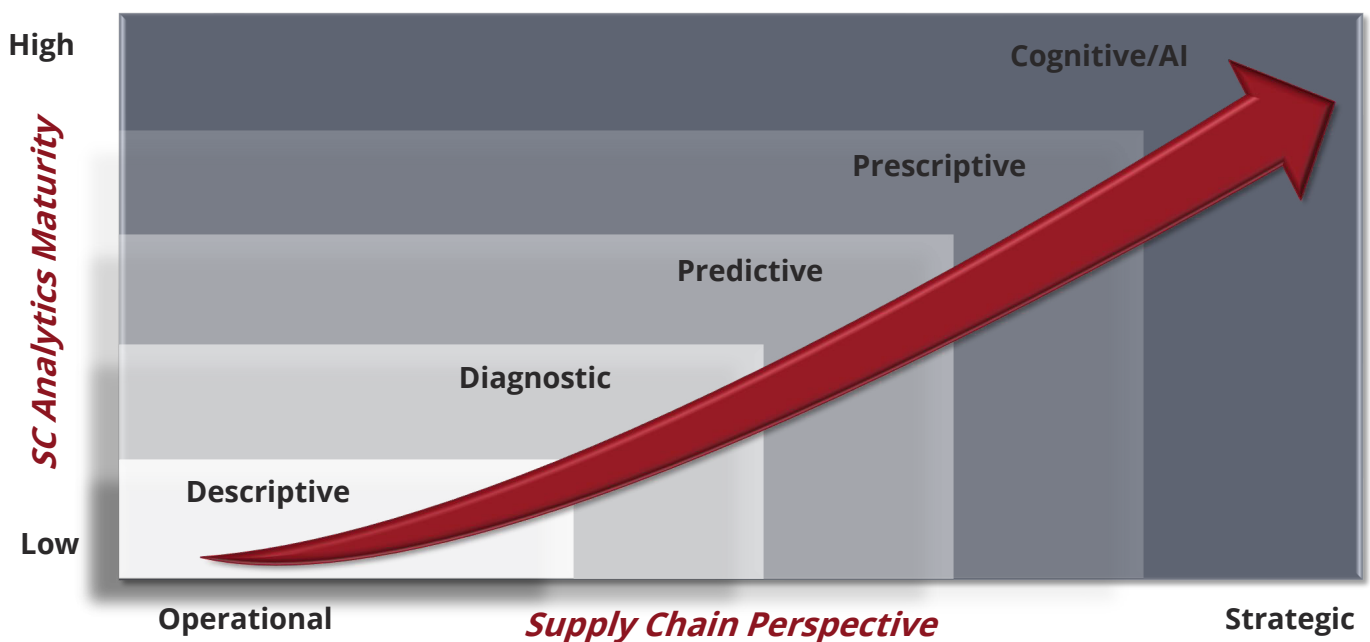 High
Cognitive/AI
Prescriptive
Predictive
Diagnostic
Descriptive
Low
SC Analytics Maturity
Operational
Supply Chain Perspective
Strategic